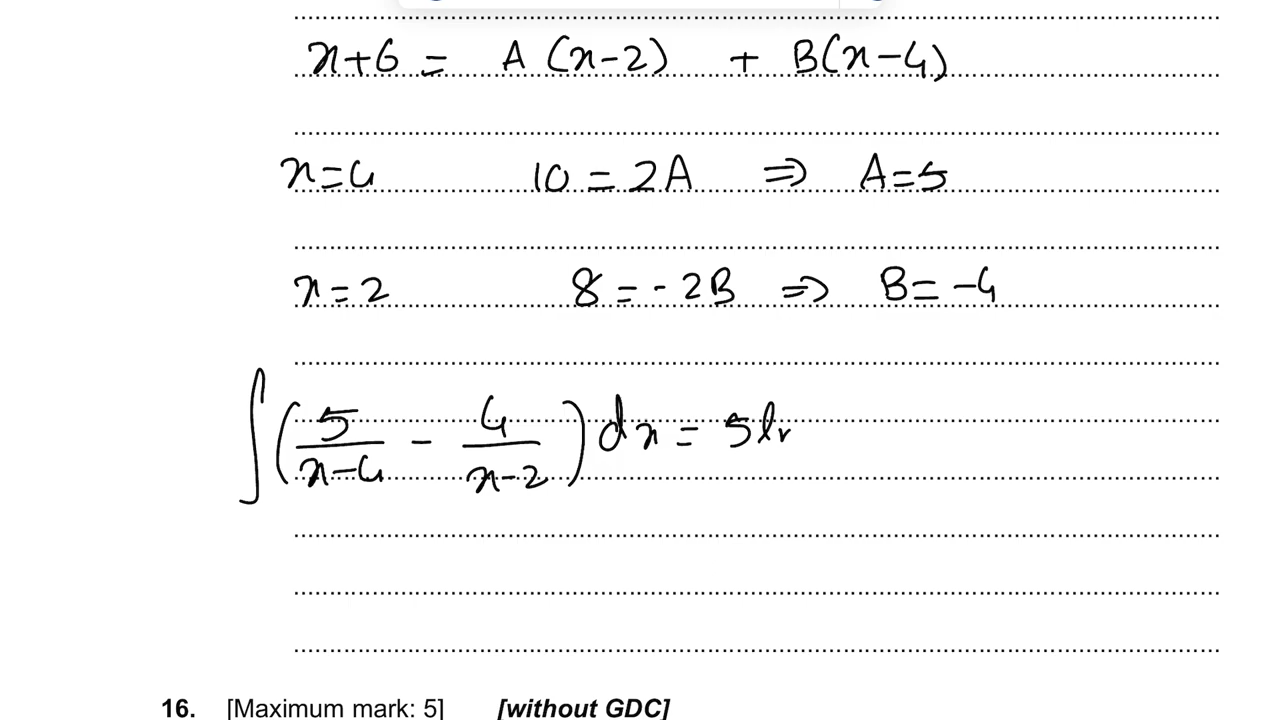 x+6 = A (x-2) + B(x-4)
x=4 10 = 2A ⇒ A=5
x=2 8 = -2B ⇒ B= -4
∫(5/(x-4) - 4/(x-2)) dx = 5ln
16. [Maximum mark: 5] [without GDC]